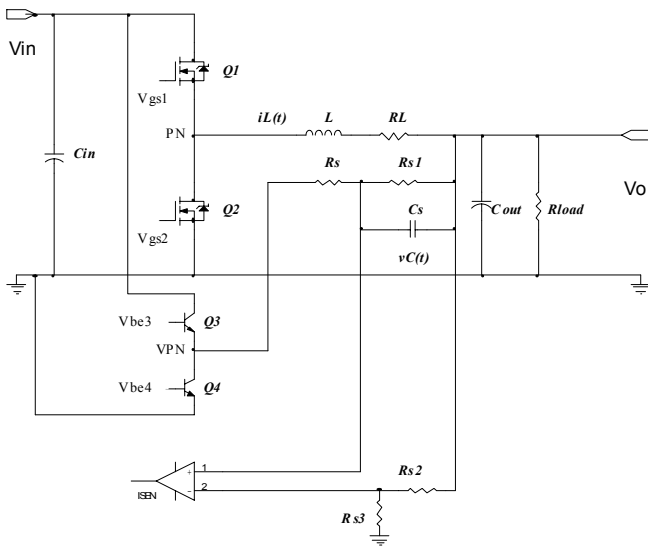 Vin
Q1
Vgs1
iL(t)
L
RL
PN
Cin
Rs
Rs1
Vo
Q2
Cs
Cout
Rload
Vgs2
vC(t)
Vbe3
Q3
VPN
Vbe4
Q4
1
+
Rs2
ISEN
2
-
Rs3